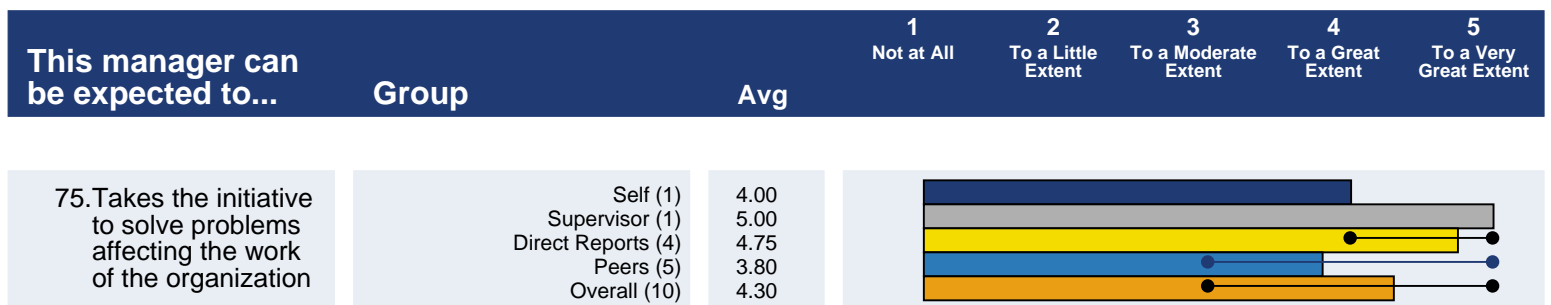 1 2 3 4 5
Not at All To a Little To a Moderate To a Great To a Very
Extent Extent Extent Great Extent
This manager can
be expected to... Group Avg
75.Takes the initiative Self (1) 4.00
to solve problems Supervisor (1) 5.00
affecting the work Direct Reports (4) 4.75
of the organization Peers (5) 3.80
Overall (10) 4.30